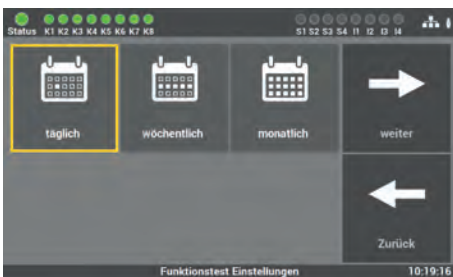 Status K1 K2 K3 K4 K5 K6 K7 K8 S1 S2 S3 S4 I1 I2 I3 I4
täglich wöchentlich monatlich weiter
Zurück
Funktionstest Einstellungen 10:19:16